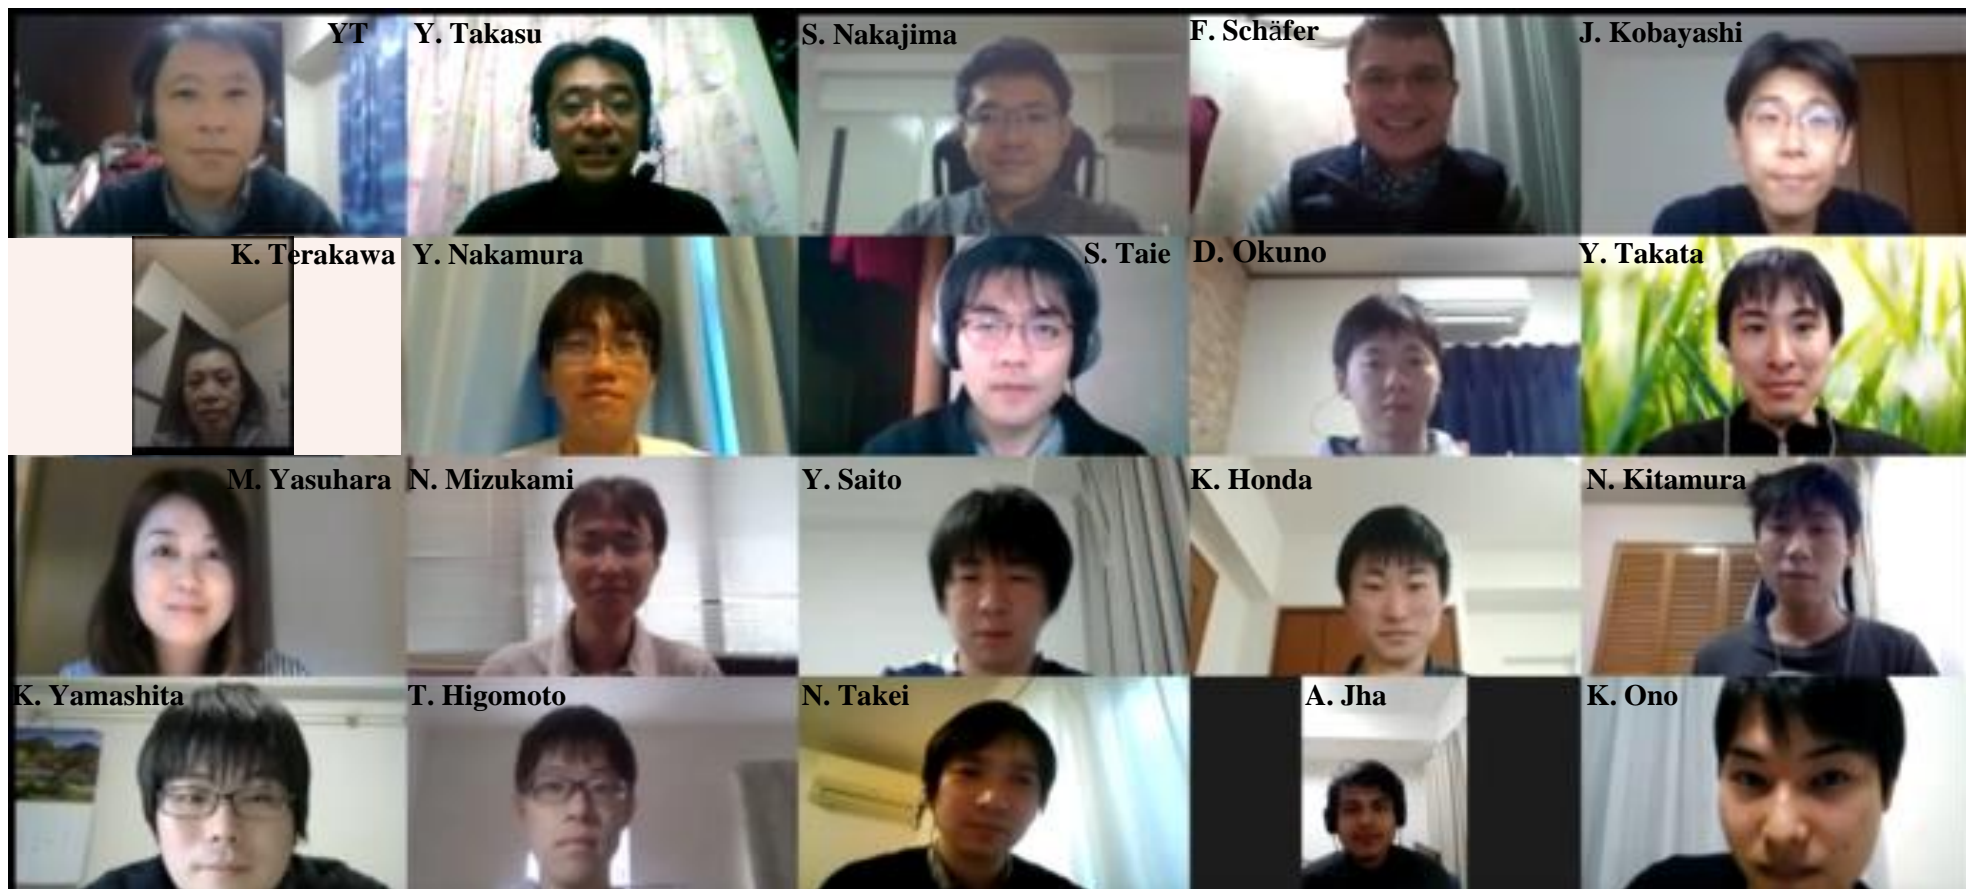 YT
Y. Takasu
S. Nakajima
F. Schäfer
J. Kobayashi
K. Terakawa
Y. Nakamura
S. Taie
D. Okuno
Y. Takata
M. Yasuhara
N. Mizukami
Y. Saito
K. Honda
N. Kitamura
K. Yamashita
T. Higomoto
N. Takei
A. Jha
K. Ono